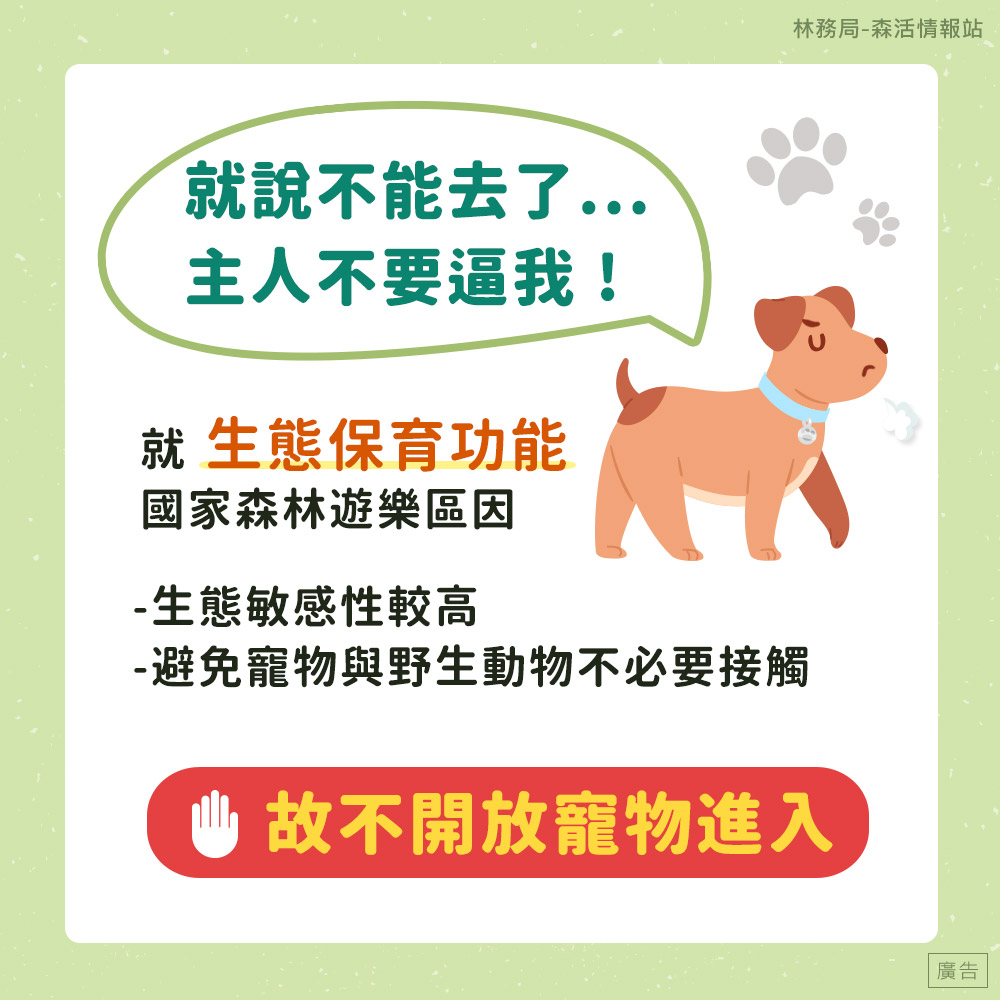 林務局-森活情報站
就說不能去了...
主人不要逼我！
就 生態保育功能
國家森林遊樂區因
-生態敏感性較高
-避免寵物與野生動物不必要接觸
故不開放寵物進入
廣告